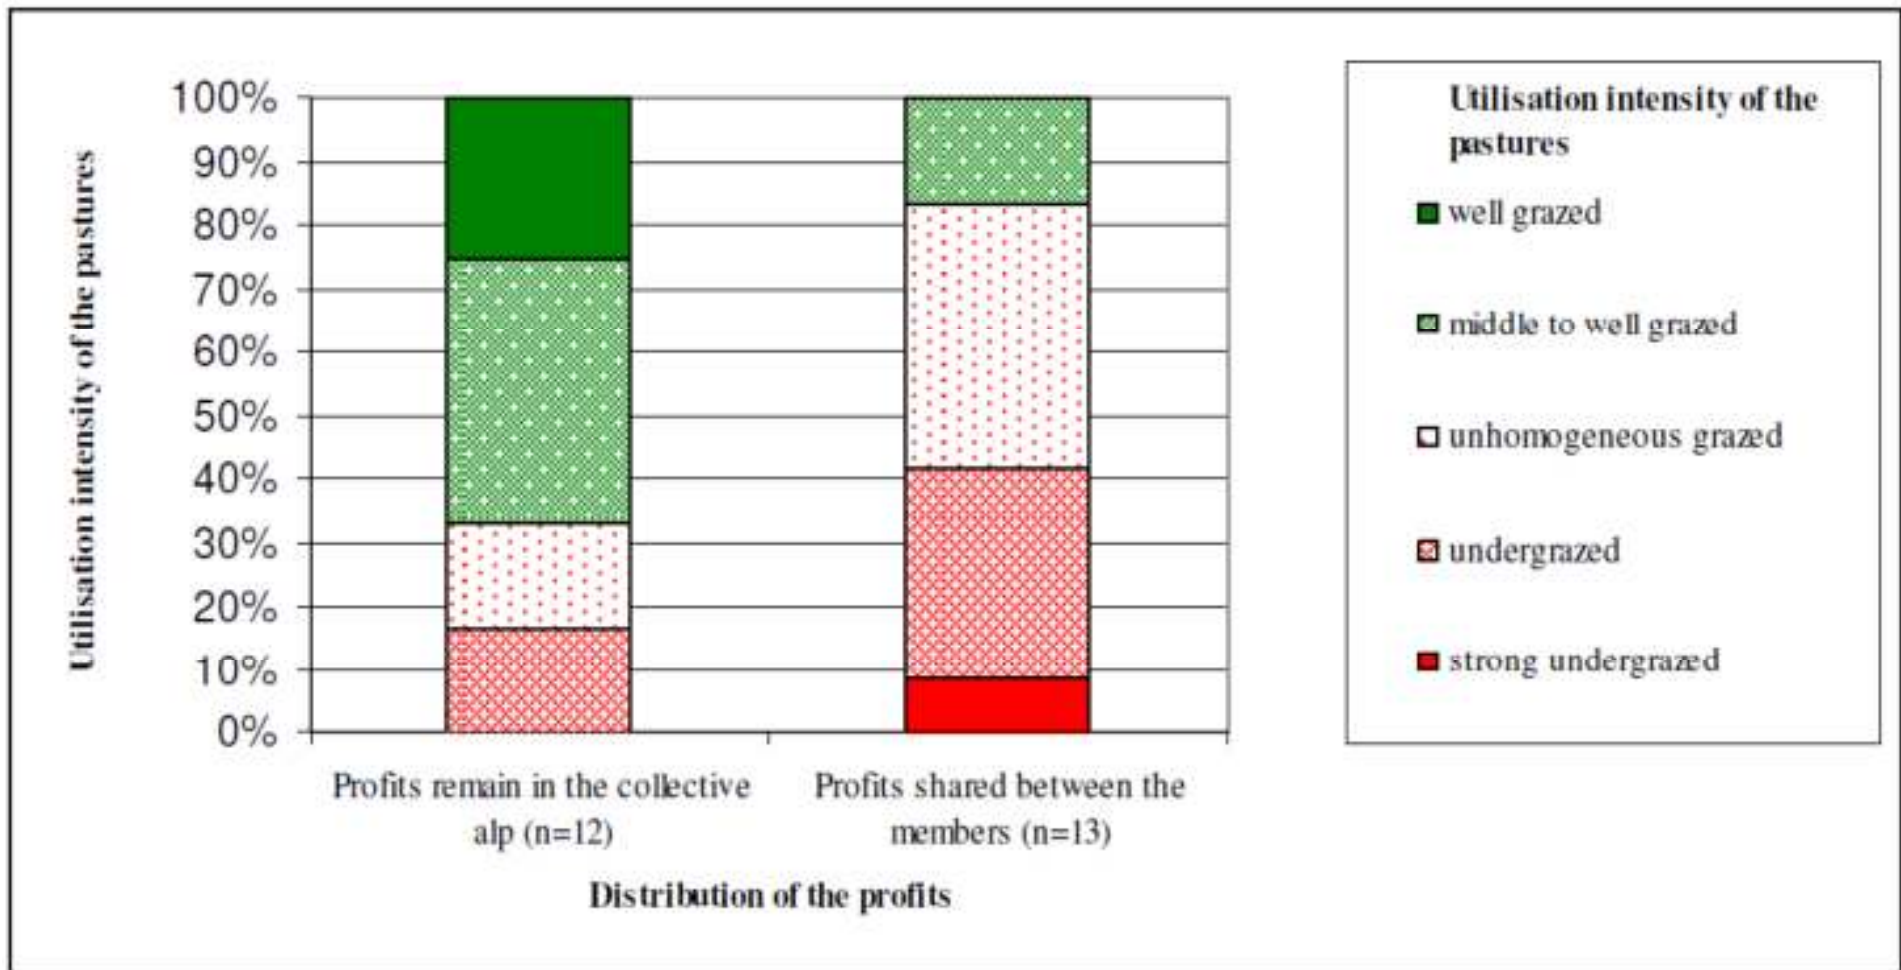 Utilisation intensity of the pastures
100%
90%
80%
70%
60%
50%
40%
30%
20%
10%
0%
Profits remain in the collective
alp (n=12)
Profits shared between the
members (n=13)
Distribution of the profits
Utilisation intensity of the
pastures
well grazed
middle to well grazed
unhomogeneous grazed
undergrazed
strong undergrazed